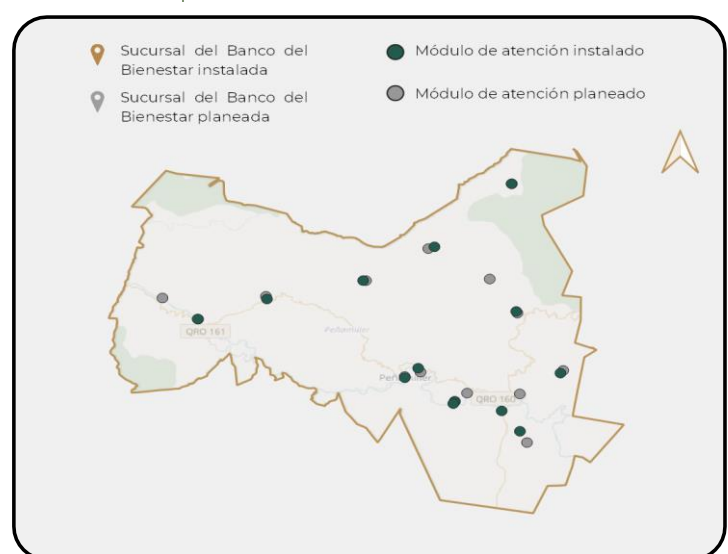 Sucursal del Banco del
Bienestar instalada
Módulo de atención instalado
Sucursal del Banco del
Bienestar planeada
Módulo de atención planeado
QRO 161
Peñamiller
QRO 160